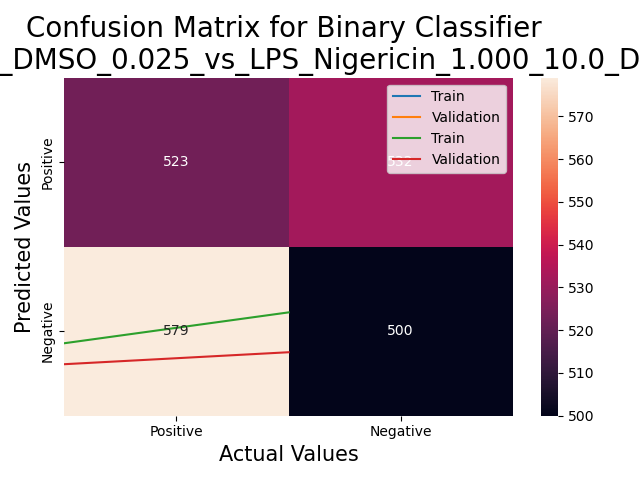 Confusion Matrix for Binary Classifier
_DMSO_0.025_vs_LPS_Nigericin_1.000_10.0_D
Train
Validation
Train
Validation
Predicted Values
Positive
Negative
523
532
579
500
Positive
Negative
Actual Values
570
560
550
540
530
520
510
500